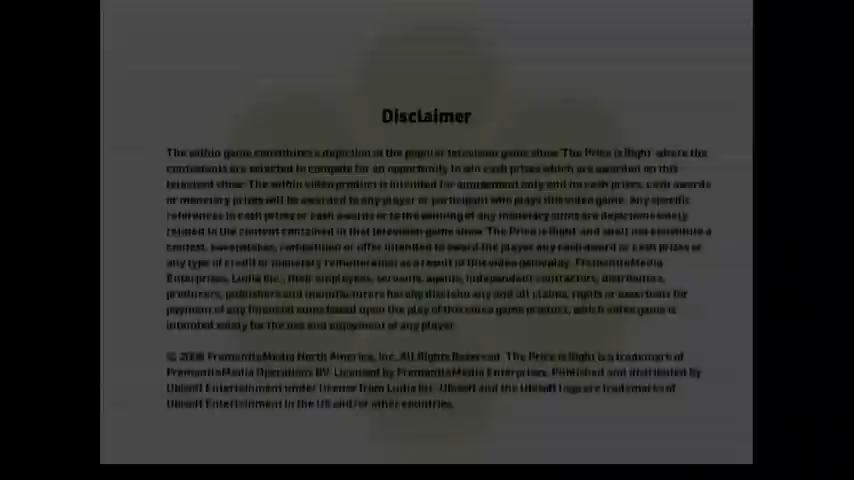 Disclaimer
The within game constitutes a depiction of the popular television game show 'The Price is Right' where the
contestants are selected to compete for an opportunity to win cash prizes which are awarded on this
television show. The within video product is intended for amusement only and no cash prizes, cash awards
or monetary prizes will be awarded to any player or participant who plays this video game. Any specific
references to cash prizes or cash awards or to the winning of any monetary sums are depictions solely
related to the content contained in that television game show 'The Price is Right' and shall not constitute a
contest, sweepstakes, competition or offer intended to award the player any cash award or cash prizes or
any type of credit or monetary remuneration as a result of this video gameplay. FremantleMedia
Enterprises, Ludia Inc., their employees, servants, agents, independent contractors, distributors,
producers, publishers and manufacturers hereby disclaim any and all claims, rights or assertions for
payment of any financial sums based upon the play of this video game product, which video game is
intended solely for the use and enjoyment of any player.
© 2008 FremantleMedia North America, Inc. All Rights Reserved. The Price is Right is a trademark of
FremantleMedia Operations BV. Licensed by FremantleMedia Enterprises. Published and distributed by
Ubisoft Entertainment under license from Ludia Inc. Ubisoft and the Ubisoft logo are trademarks of
Ubisoft Entertainment in the US and/or other countries.